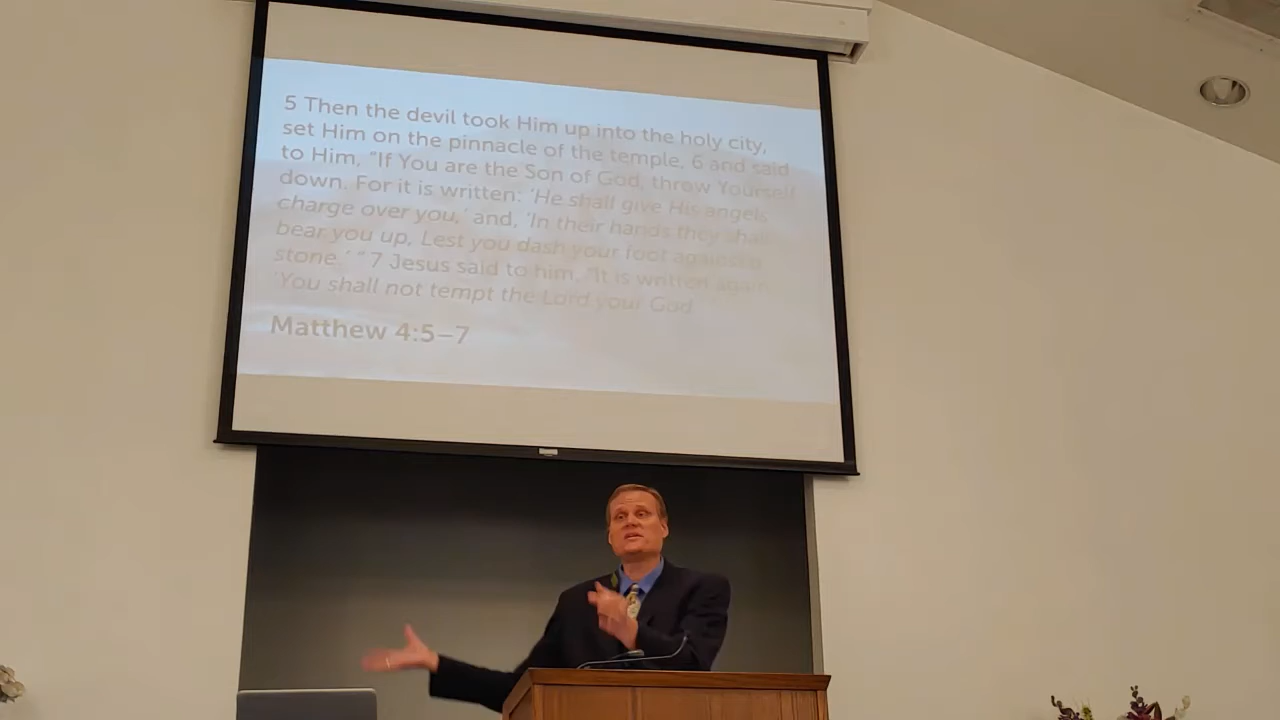 5 Then the devil took Him up into the holy city,
set Him on the pinnacle of the temple, 6 and said
to Him, "If You are the Son of God, throw Yourself
down. For it is written: 'He shall give His angels
charge over you,' and, 'In their hands they shall
bear you up, Lest you dash your foot against a
stone.' " 7 Jesus said to him, "It is written again,
'You shall not tempt the Lord your God
Matthew 4:5–7